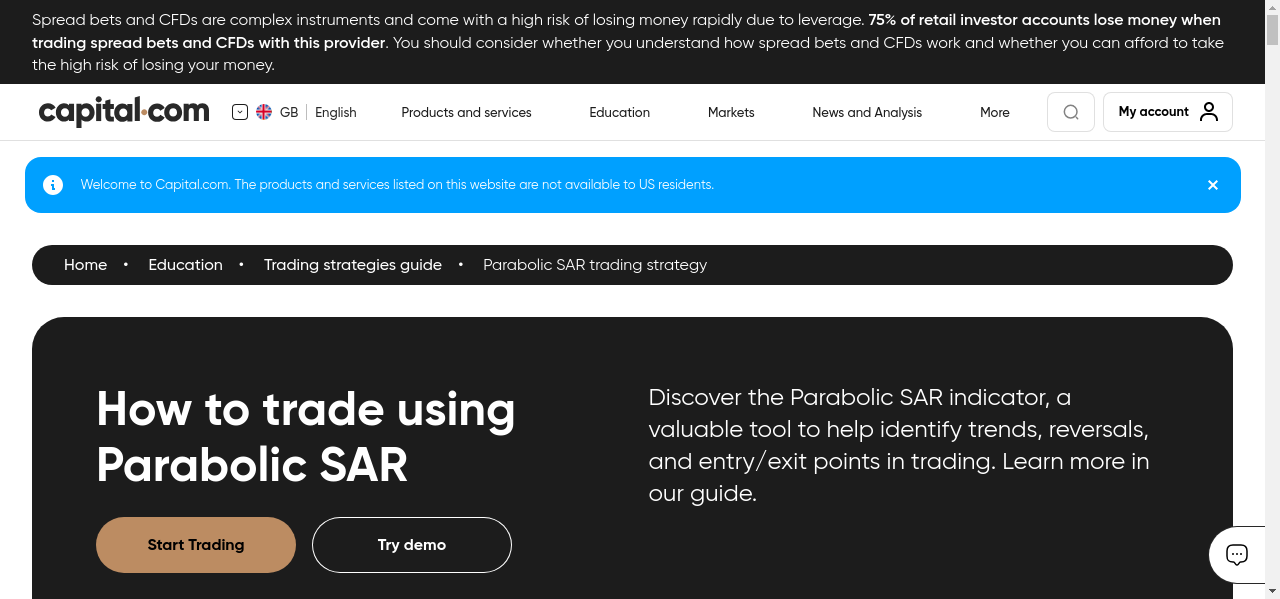 Spread bets and CFDs are complex instruments and come with a high risk of losing money rapidly due to leverage. 75% of retail investor accounts lose money when
trading spread bets and CFDs with this provider. You should consider whether you understand how spread bets and CFDs work and whether you can afford to take
the high risk of losing your money.
capital.com GB English Products and services Education Markets News and Analysis More My account
Welcome to Capital.com. The products and services listed on this website are not available to US residents.
Home • Education • Trading strategies guide • Parabolic SAR trading strategy
How to trade using
Parabolic SAR
Discover the Parabolic SAR indicator, a
valuable tool to help identify trends, reversals,
and entry/exit points in trading. Learn more in
our guide.
Start Trading Try demo